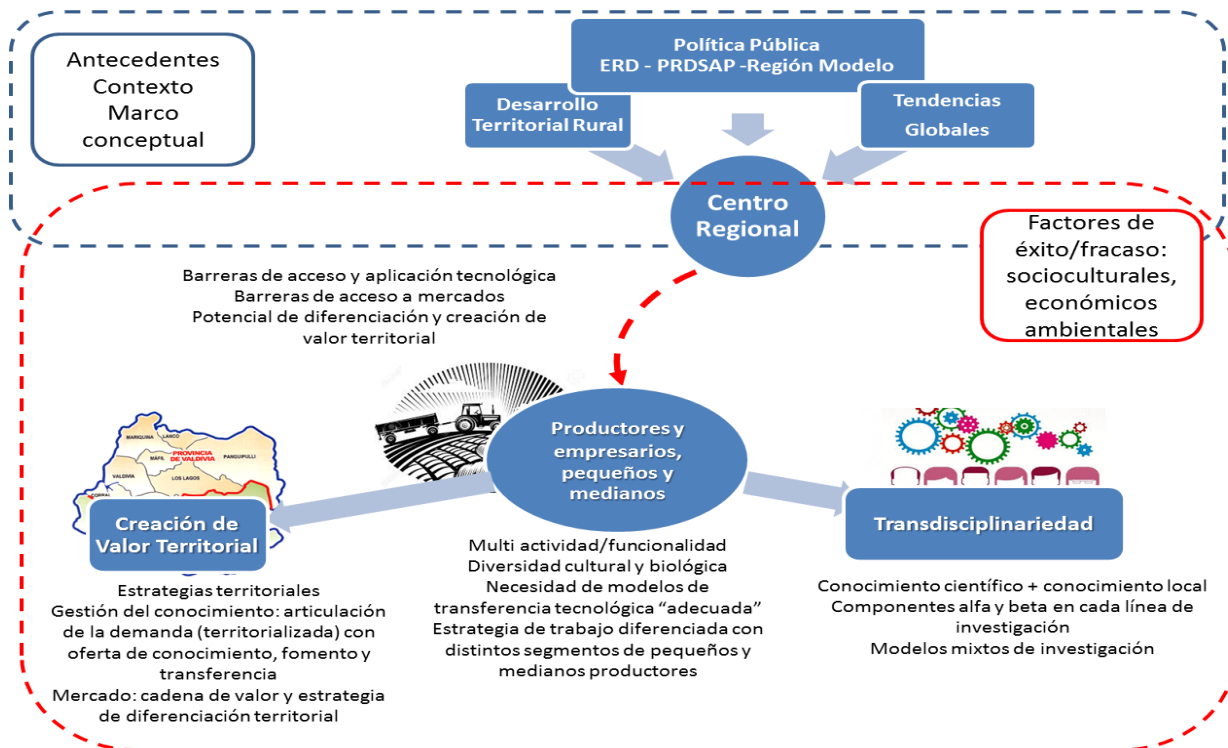 Antecedentes
Contexto
Marco
conceptual
Política Pública
ERD - PRDSAP -Región Modelo
Desarrollo
Territorial Rural
Tendencias
Globales
Centro
Regional
Factores de
éxito/fracaso:
socioculturales,
económicos
ambientales
Barreras de acceso y aplicación tecnológica
Barreras de acceso a mercados
Potencial de diferenciación y creación de
valor territorial
MARIQUINA
LANCO
PROVINCIA
DE VALDIVIA
PANGUIPULLI
MÁFIL
VALDIVIA
LOS LAGOS
CORRAL
Creación de
Valor Territorial
Productores y
empresarios,
pequeños y
medianos
Transdisciplinariedad
Estrategias territoriales
Gestión del conocimiento: articulación
de la demanda (territorializada) con
oferta de conocimiento, fomento y
transferencia
Mercado: cadena de valor y estrategia
de diferenciación territorial
Multi actividad/funcionalidad
Diversidad cultural y biológica
Necesidad de modelos de
transferencia tecnológica “adecuada”
Estrategia de trabajo diferenciada con
distintos segmentos de pequeños y
medianos productores
Conocimiento científico + conocimiento local
Componentes alfa y beta en cada línea de
investigación
Modelos mixtos de investigación